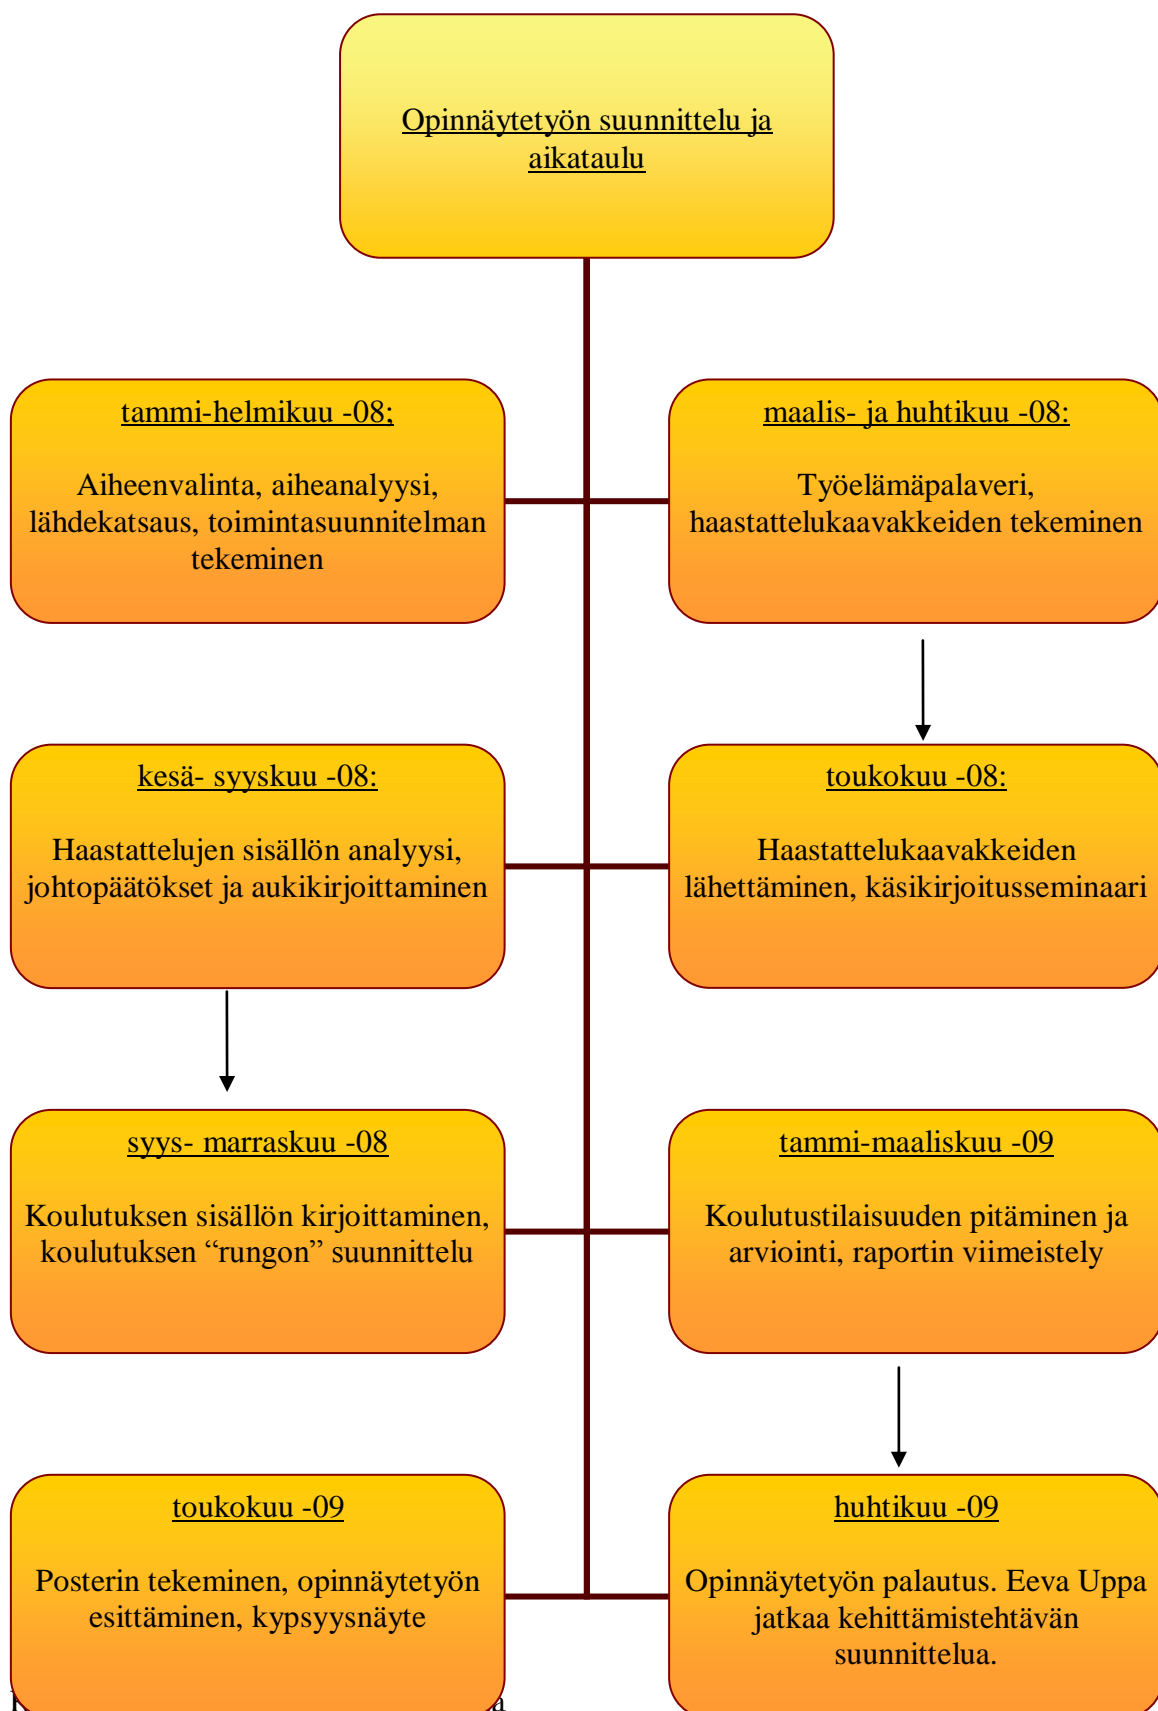 Opinnäytetyön suunnittelu ja
aikataulu
tammi-helmikuu -08;
Aiheenvalinta, aiheanalyysi,
lähdekatsaus, toimintasuunnitelman
tekeminen
maalis- ja huhtikuu -08:
Työelämäpalaveri,
haastattelukaavakkeiden tekeminen
kesä- syyskuu -08:
Haastattelujen sisällön analyysi,
johtopäätökset ja aukikirjoittaminen
toukokuu -08:
Haastattelukaavakkeiden
lähettäminen, käsikirjoitusseminaari
syys- marraskuu -08
Koulutuksen sisällön kirjoittaminen,
koulutuksen “rungon” suunnittelu
tammi-maaliskuu -09
Koulutustilaisuuden pitäminen ja
arviointi, raportin viimeistely
toukokuu -09
Posterin tekeminen, opinnäytetyön
esittäminen, kypsyysnäyte
huhtikuu -09
Opinnäytetyön palautus. Eeva Uppa
jatkaa kehittämistehtävän
suunnittelua.